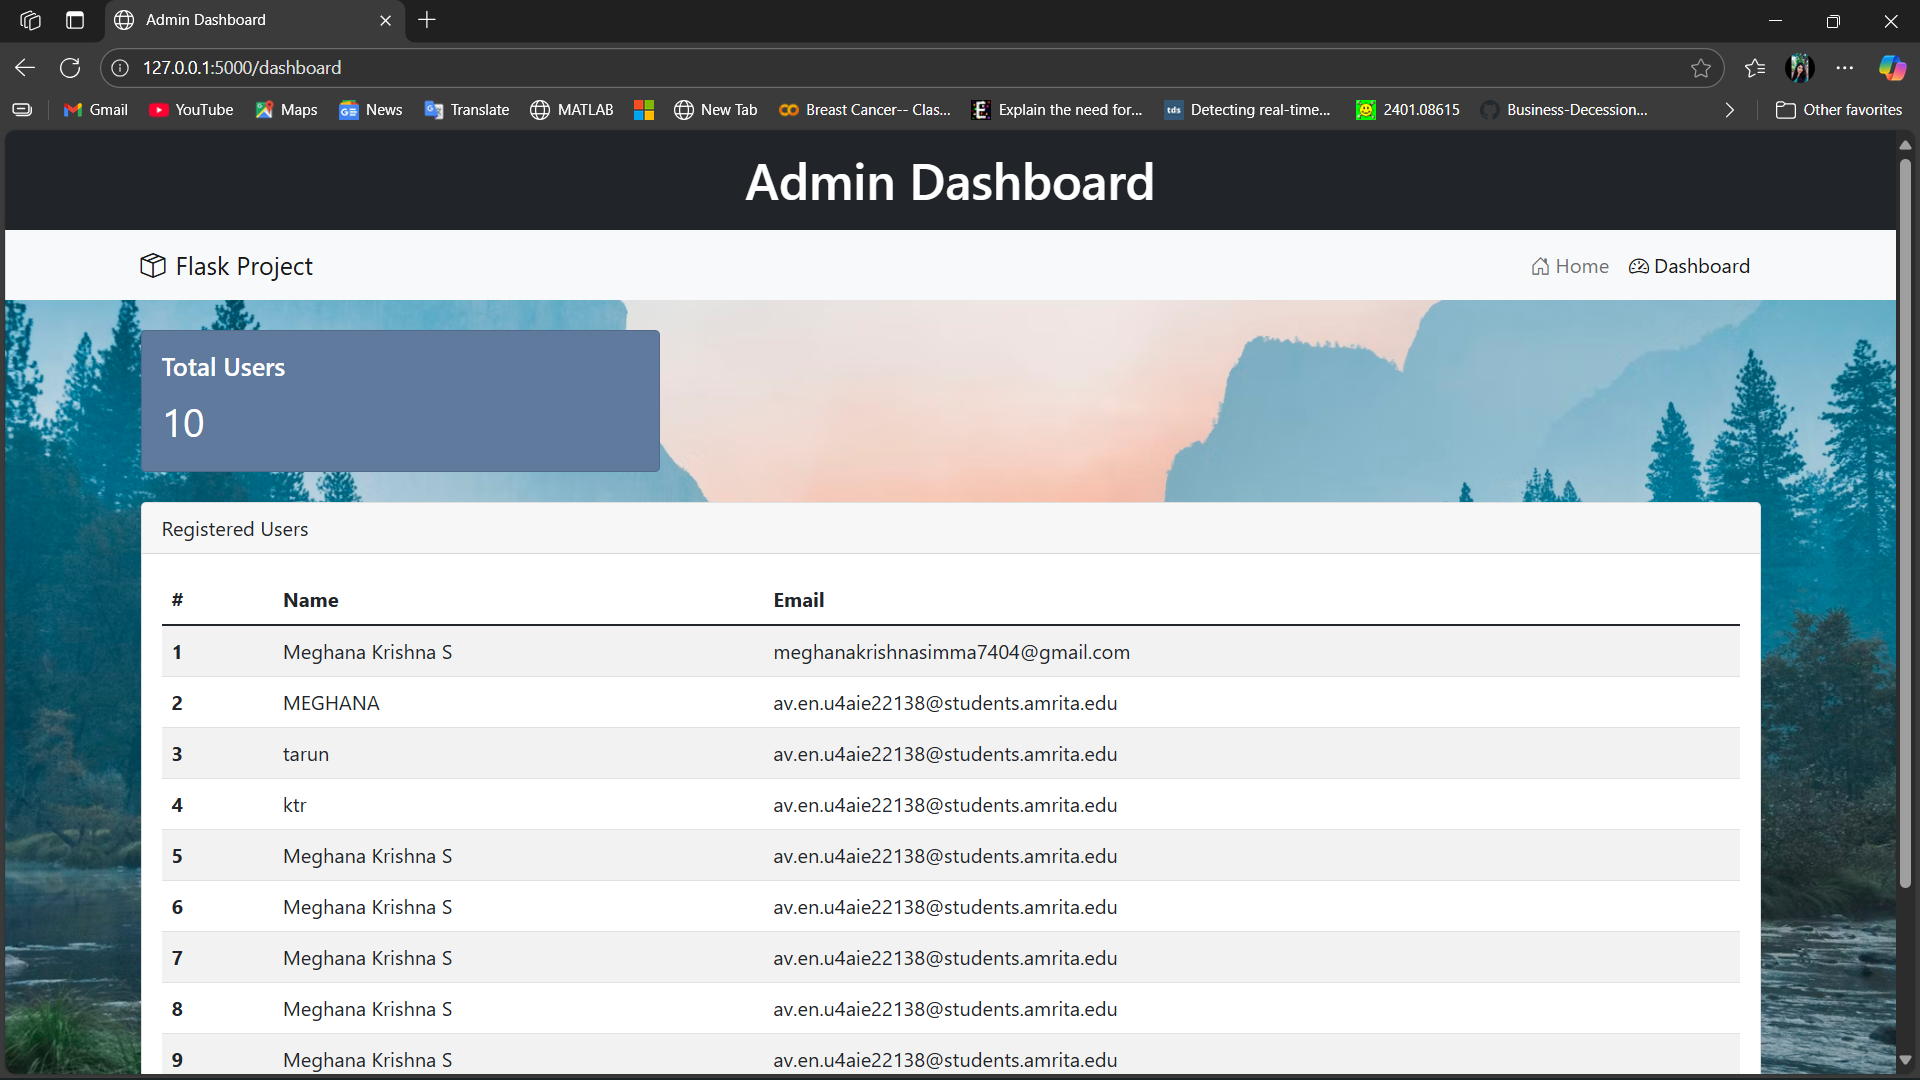 Admin Dashboard
127.0.0.1:5000/dashboard
Gmail YouTube Maps News Translate MATLAB New Tab Breast Cancer-- Clas... Explain the need for... tds Detecting real-time... 2401.08615 Business-Decession... Other favorites
Admin Dashboard
Flask Project Home Dashboard
Total Users
10
Registered Users
# Name Email
1 Meghana Krishna S meghanakrishnasimma7404@gmail.com
2 MEGHANA av.en.u4aie22138@students.amrita.edu
3 tarun av.en.u4aie22138@students.amrita.edu
4 ktr av.en.u4aie22138@students.amrita.edu
5 Meghana Krishna S av.en.u4aie22138@students.amrita.edu
6 Meghana Krishna S av.en.u4aie22138@students.amrita.edu
7 Meghana Krishna S av.en.u4aie22138@students.amrita.edu
8 Meghana Krishna S av.en.u4aie22138@students.amrita.edu
9 Meghana Krishna S av.en.u4aie22138@students.amrita.edu